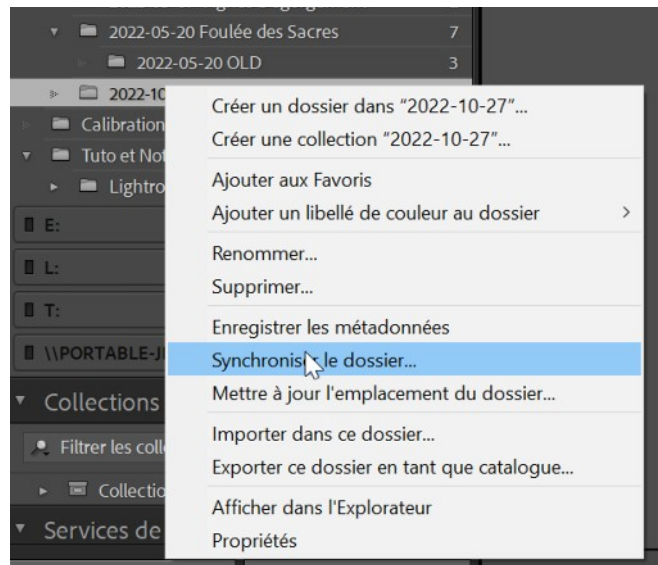 2022-05-20 Foulée des Sacres 7
2022-05-20 OLD 3
2022-10
Créer un dossier dans "2022-10-27"...
Créer une collection "2022-10-27"...
Calibration
Tuto et Not
Ajouter aux Favoris
Lightro
Ajouter un libellé de couleur au dossier >
E:
Renommer...
L:
Supprimer...
T:
Enregistrer les métadonnées
\\PORTABLE-JI
Synchroniser le dossier...
Collections
Mettre à jour l'emplacement du dossier...
Filtrer les coll
Importer dans ce dossier...
Exporter ce dossier en tant que catalogue...
Collectio
Afficher dans l'Explorateur
Services de
Propriétés